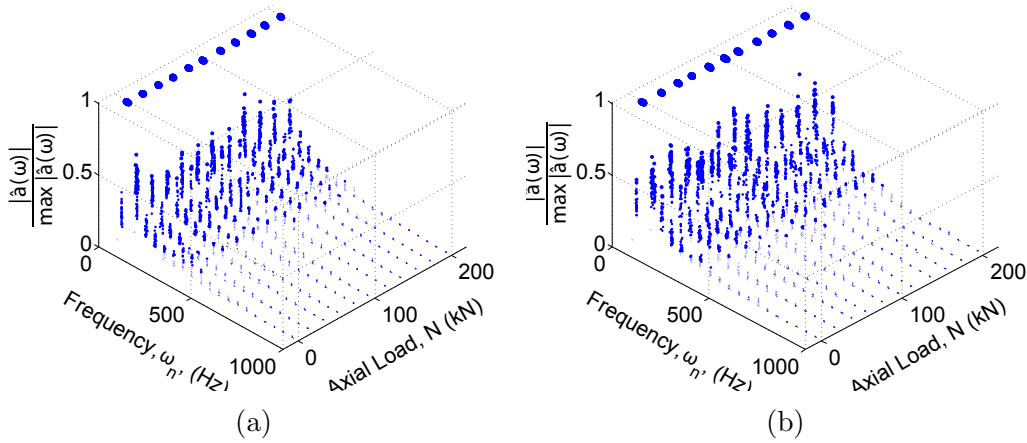 1
0.5
0
|â(ω)|
max |â(ω)|
0
500
1000
Frequency, ωₙ, (Hz)
0
100
200
Axial Load, N (kN)
(a)
1
0.5
0
|â(ω)|
max |â(ω)|
0
500
1000
Frequency, ωₙ, (Hz)
0
100
200
Axial Load, N (kN)
(b)